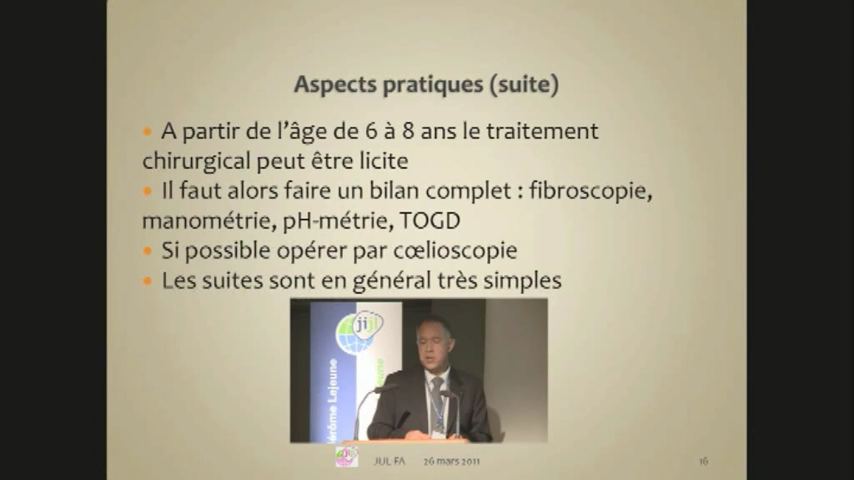 Aspects pratiques (suite)
• A partir de l’âge de 6 à 8 ans le traitement
chirurgical peut être licite
• Il faut alors faire un bilan complet : fibroscopie,
manométrie, pH-métrie, TOGD
• Si possible opérer par cœlioscopie
• Les suites sont en général très simples
jijl
Jérôme Lejeune
Lejeune
JUL FA 26 mars 2011
16